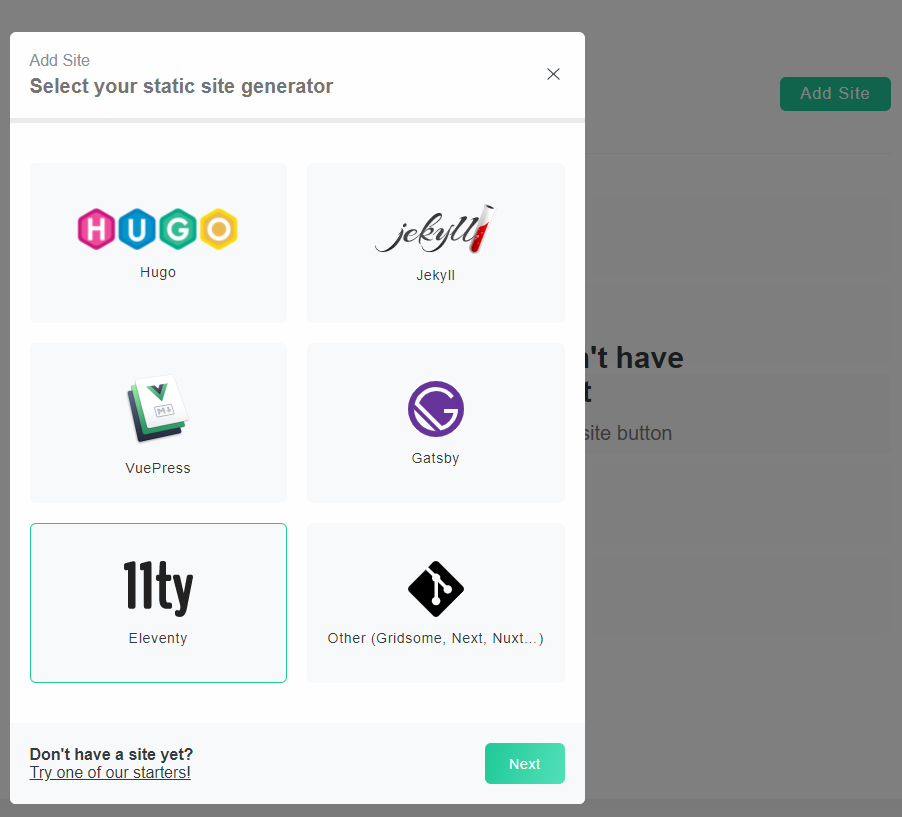 Add Site
Select your static site generator
Add Site
HUGO
Hugo
jekyll
Jekyll
VuePress
M↓
Gatsby
11ty
Eleventy
Other (Gridsome, Next, Nuxt...)
't have
t
site button
Don't have a site yet?
Try one of our starters!
Next